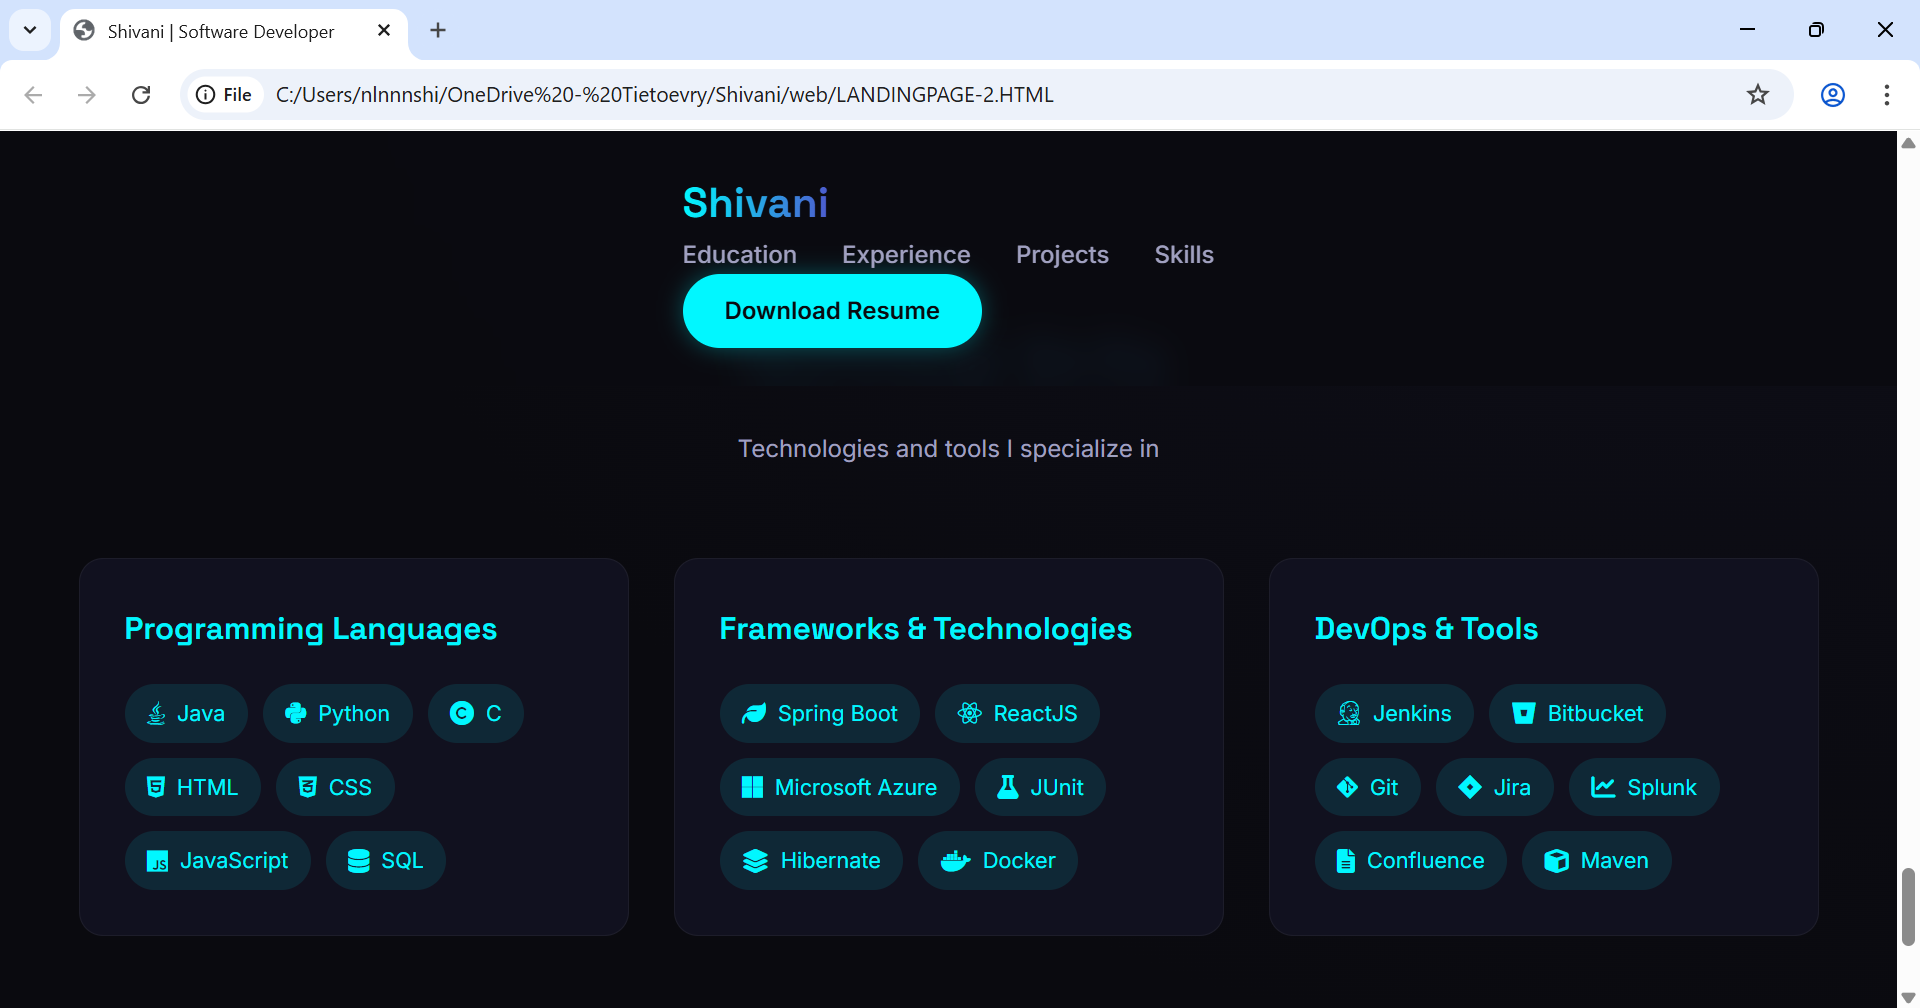 Shivani | Software Developer
File C:/Users/nlnnnshi/OneDrive%20-%20Tietoevry/Shivani/web/LANDINGPAGE-2.HTML
Shivani
Education Experience Projects Skills
Download Resume
Technologies and tools I specialize in
Programming Languages
Java Python C
HTML CSS
JavaScript SQL
Frameworks & Technologies
Spring Boot ReactJS
Microsoft Azure JUnit
Hibernate Docker
DevOps & Tools
Jenkins Bitbucket
Git Jira Splunk
Confluence Maven